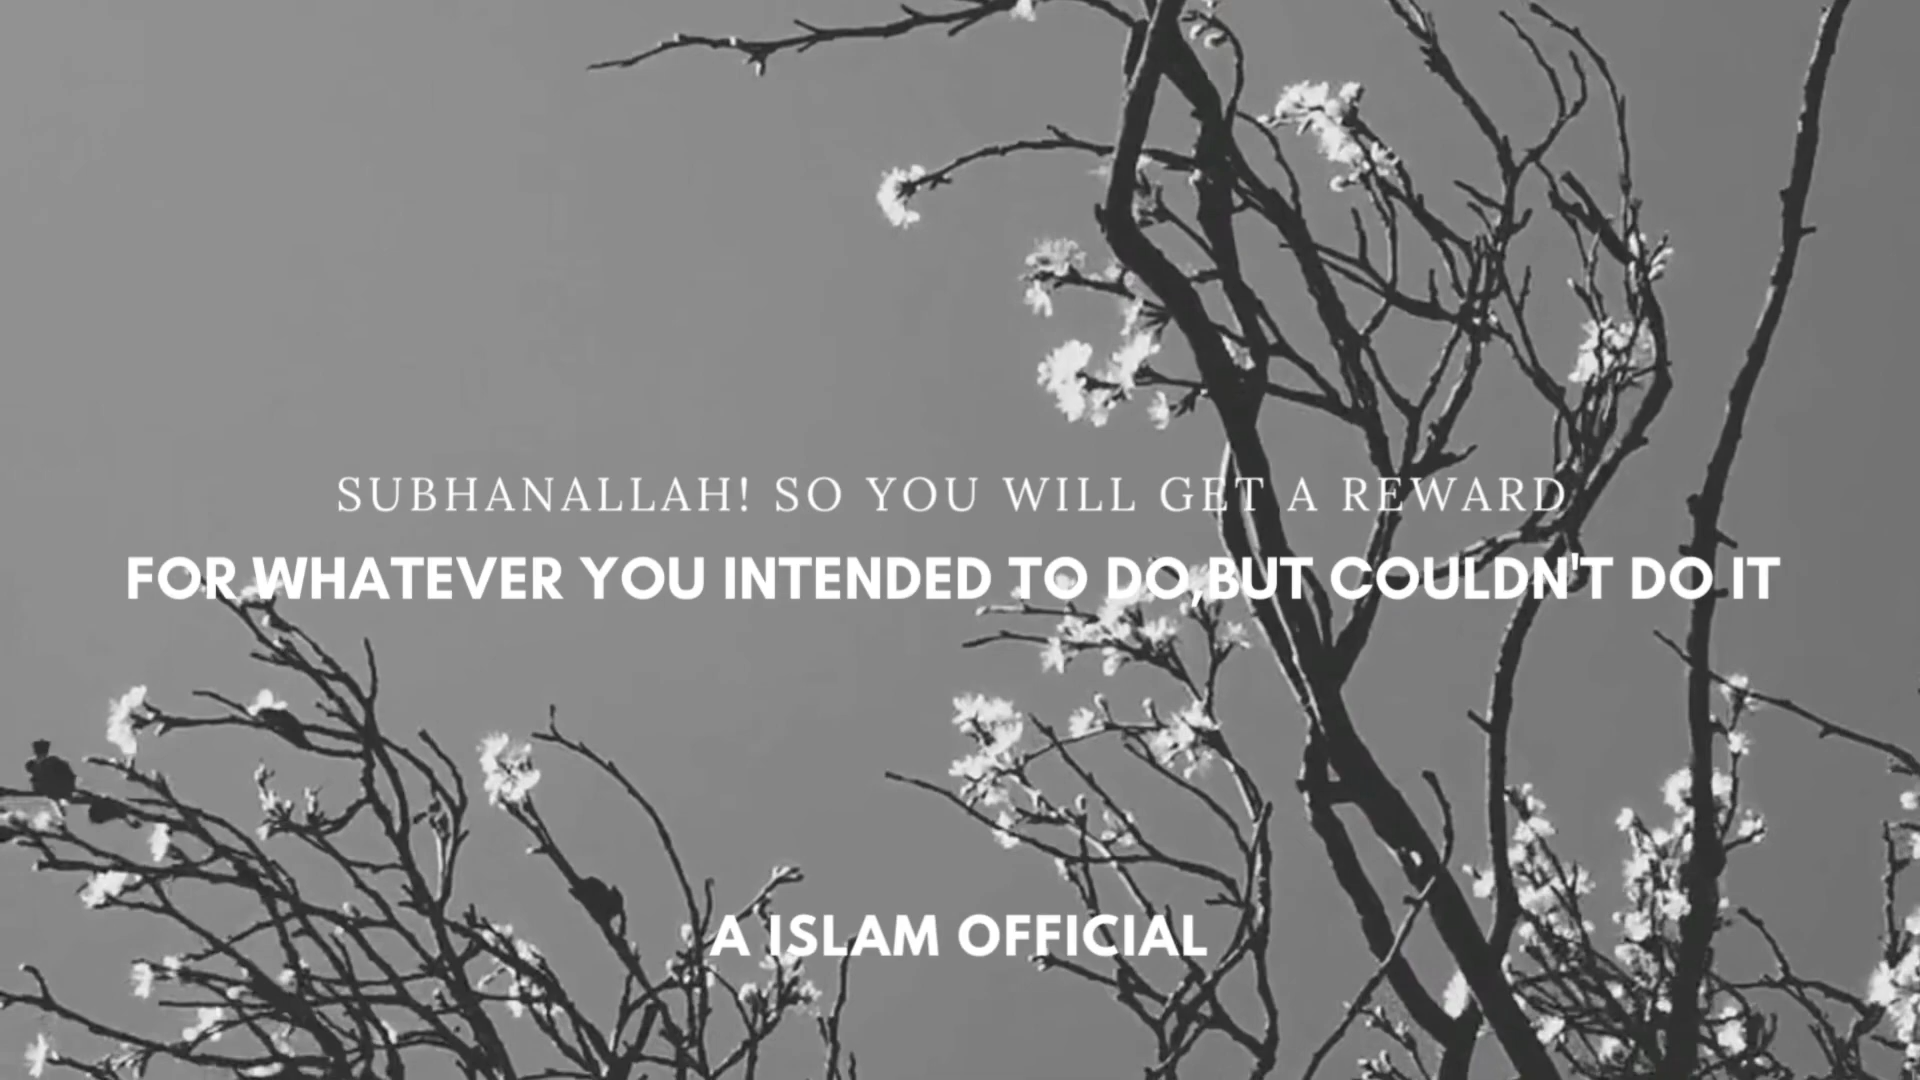 SUBHANALLAH! SO YOU WILL GET A REWARD
FOR WHATEVER YOU INTENDED TO DO,BUT COULDN'T DO IT
A ISLAM OFFICIAL